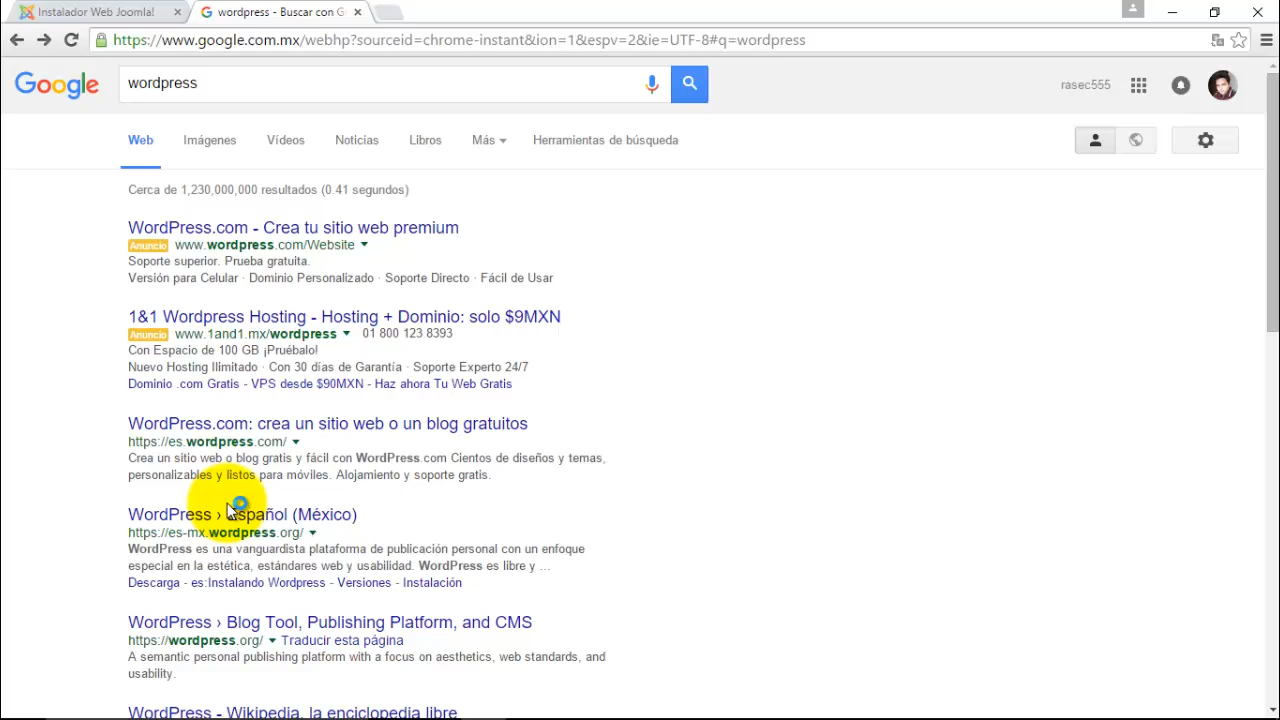 Instalador Web Joomla!
wordpress - Buscar con G
https://www.google.com.mx/webhp?sourceid=chrome-instant&ion=1&espv=2&ie=UTF-8#q=wordpress
Google
wordpress
rasec555
Web Imágenes Vídeos Noticias Libros Más Herramientas de búsqueda
Cerca de 1,230,000,000 resultados (0.41 segundos)
WordPress.com - Crea tu sitio web premium
Anuncio www.wordpress.com/Website
Soporte superior. Prueba gratuita.
Versión para Celular · Dominio Personalizado · Soporte Directo · Fácil de Usar
1&1 Wordpress Hosting - Hosting + Dominio: solo $9MXN
Anuncio www.1and1.mx/wordpress 01 800 123 8393
Con Espacio de 100 GB ¡Pruébalo!
Nuevo Hosting Ilimitado · Con 30 días de Garantía · Soporte Experto 24/7
Dominio .com Gratis - VPS desde $90MXN - Haz ahora Tu Web Gratis
WordPress.com: crea un sitio web o un blog gratuitos
https://es.wordpress.com/
Crea un sitio web o blog gratis y fácil con WordPress.com Cientos de diseños y temas,
personalizables y listos para móviles. Alojamiento y soporte gratis.
WordPress › Español (México)
https://es-mx.wordpress.org/
WordPress es una vanguardista plataforma de publicación personal con un enfoque
especial en la estética, estándares web y usabilidad. WordPress es libre y ...
Descarga - es:Instalando Wordpress - Versiones - Instalación
WordPress › Blog Tool, Publishing Platform, and CMS
https://wordpress.org/ Traducir esta página
A semantic personal publishing platform with a focus on aesthetics, web standards, and
usability.
WordPress - Wikipedia, la enciclopedia libre